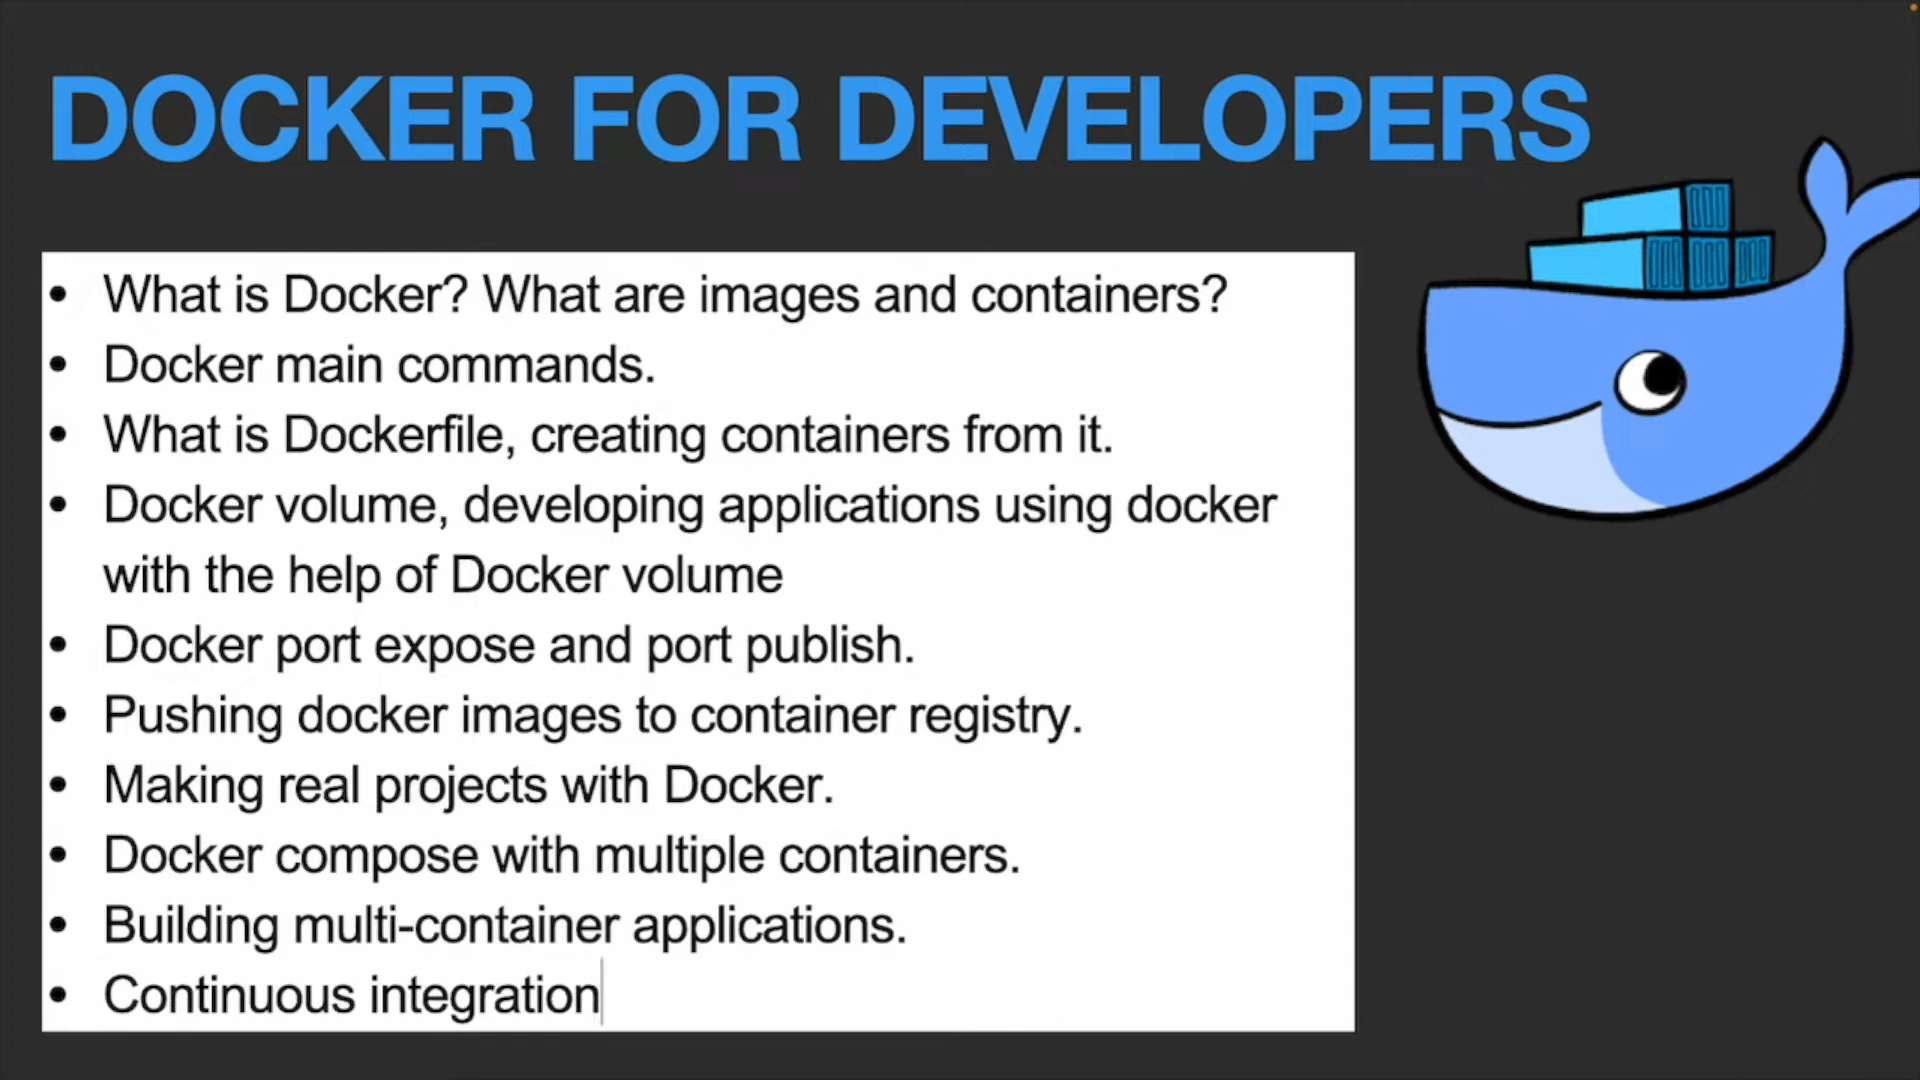 DOCKER FOR DEVELOPERS
• What is Docker? What are images and containers?
• Docker main commands.
• What is Dockerfile, creating containers from it.
• Docker volume, developing applications using docker
with the help of Docker volume
• Docker port expose and port publish.
• Pushing docker images to container registry.
• Making real projects with Docker.
• Docker compose with multiple containers.
• Building multi-container applications.
• Continuous integration